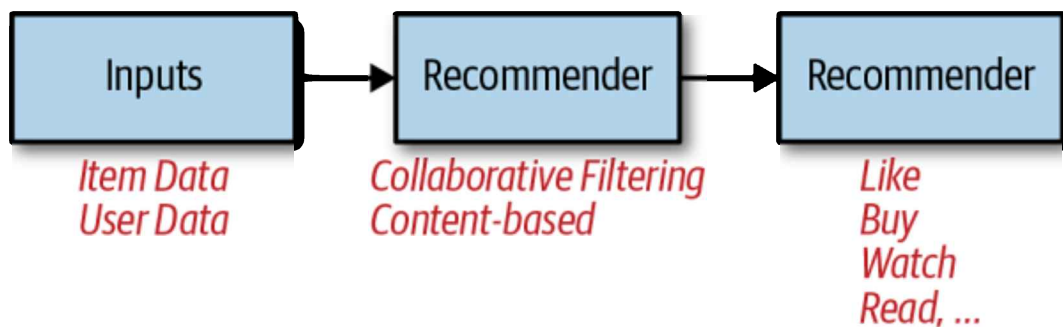 Inputs
Recommender
Recommender
Item Data
User Data
Collaborative Filtering
Content-based
Like
Buy
Watch
Read, ...